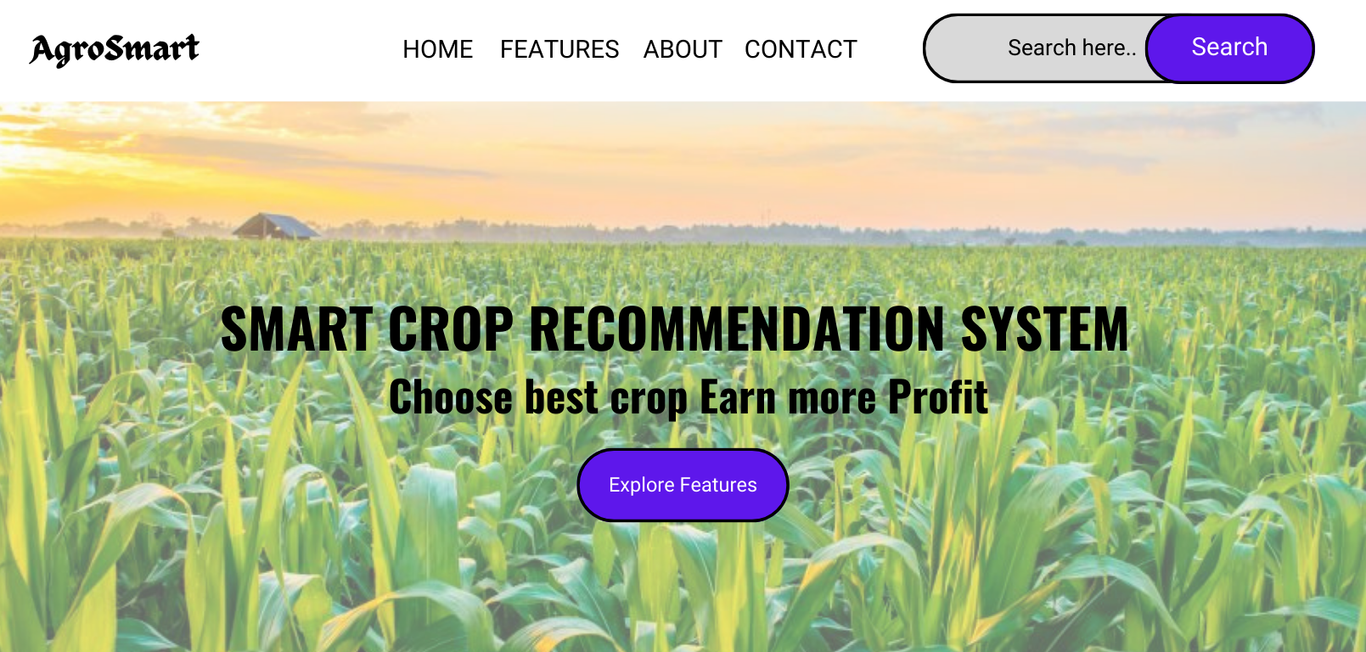 AgroSmart
HOME FEATURES ABOUT CONTACT
Search here.. Search
SMART CROP RECOMMENDATION SYSTEM
Choose best crop Earn more Profit
Explore Features